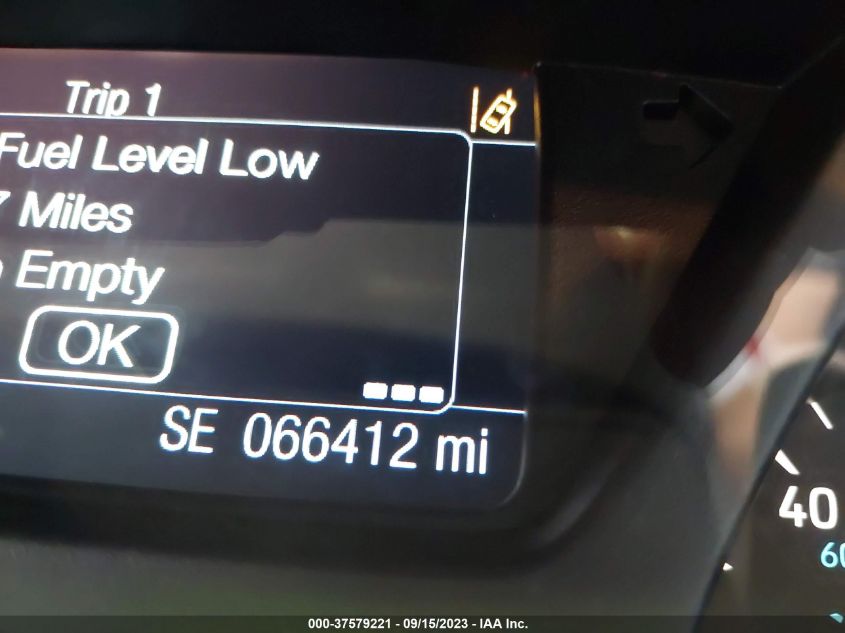 Trip 1
Fuel Level Low
7 Miles
Empty
OK
SE 066412 mi
40
000-37579221 - 09/15/2023 - IAA Inc.